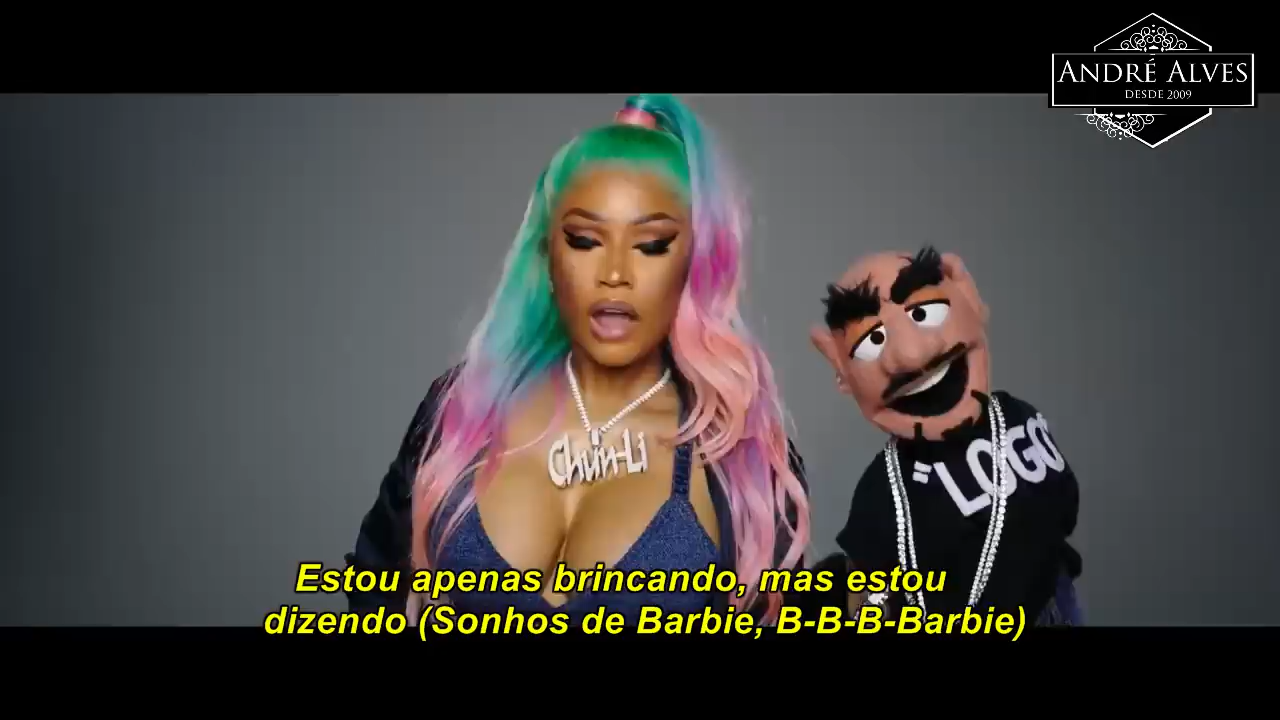 ANDRÉ ALVES
DESDE 2009
Chun-Li
"LOGO"
Estou apenas brincando, mas estou
dizendo (Sonhos de Barbie, B-B-B-Barbie)